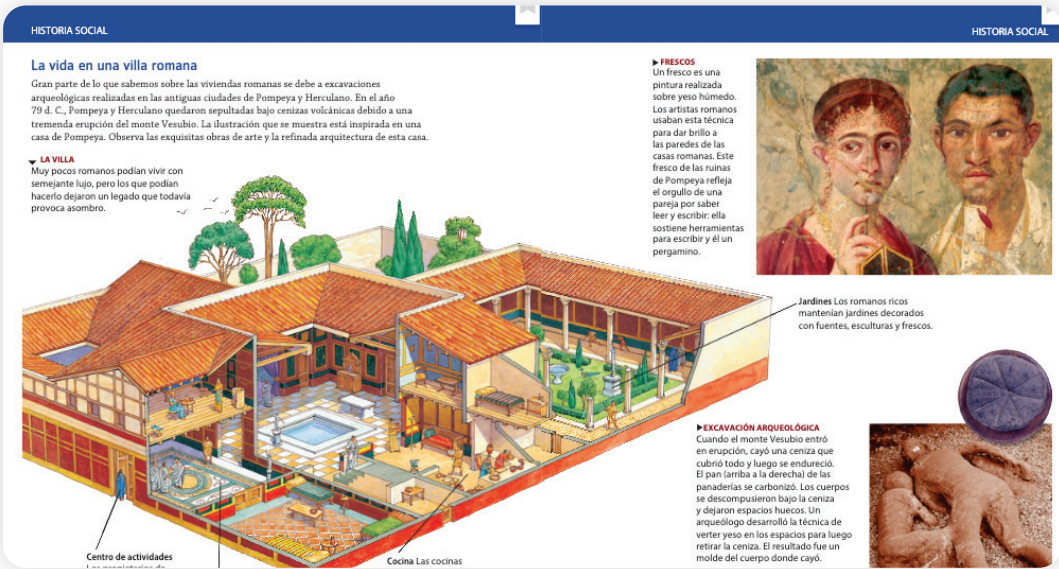 HISTORIA SOCIAL
HISTORIA SOCIAL
La vida en una villa romana
Gran parte de lo que sabemos sobre las viviendas romanas se debe a excavaciones
arqueológicas realizadas en las antiguas ciudades de Pompeya y Herculano. En el año
79 d. C., Pompeya y Herculano quedaron sepultadas bajo cenizas volcánicas debido a una
tremenda erupción del monte Vesubio. La ilustración que se muestra está inspirada en una
casa de Pompeya. Observa las exquisitas obras de arte y la refinada arquitectura de esta casa.
LA VILLA
Muy pocos romanos podían vivir con
semejante lujo, pero los que podían
hacerlo dejaron un legado que todavía
provoca asombro.
FRESCOS
Un fresco es una
pintura realizada
sobre yeso húmedo.
Los artistas romanos
usaban esta técnica
para dar brillo a
las paredes de las
casas romanas. Este
fresco de las ruinas
de Pompeya refleja
el orgullo de una
pareja por saber
leer y escribir: ella
sostiene herramientas
para escribir y él un
pergamino.
Jardines Los romanos ricos
mantenían jardines decorados
con fuentes, esculturas y frescos.
EXCAVACIÓN ARQUEOLÓGICA
Cuando el monte Vesubio entró
en erupción, cayó una ceniza que
cubrió todo y luego se endureció.
El pan (arriba a la derecha) de las
panaderías se carbonizó. Los cuerpos
se descompusieron bajo la ceniza
y dejaron espacios huecos. Un
arqueólogo desarrolló la técnica de
verter yeso en los espacios para luego
retirar la ceniza. El resultado fue un
molde del cuerpo donde cayó.
Centro de actividades
Cocina Las cocinas